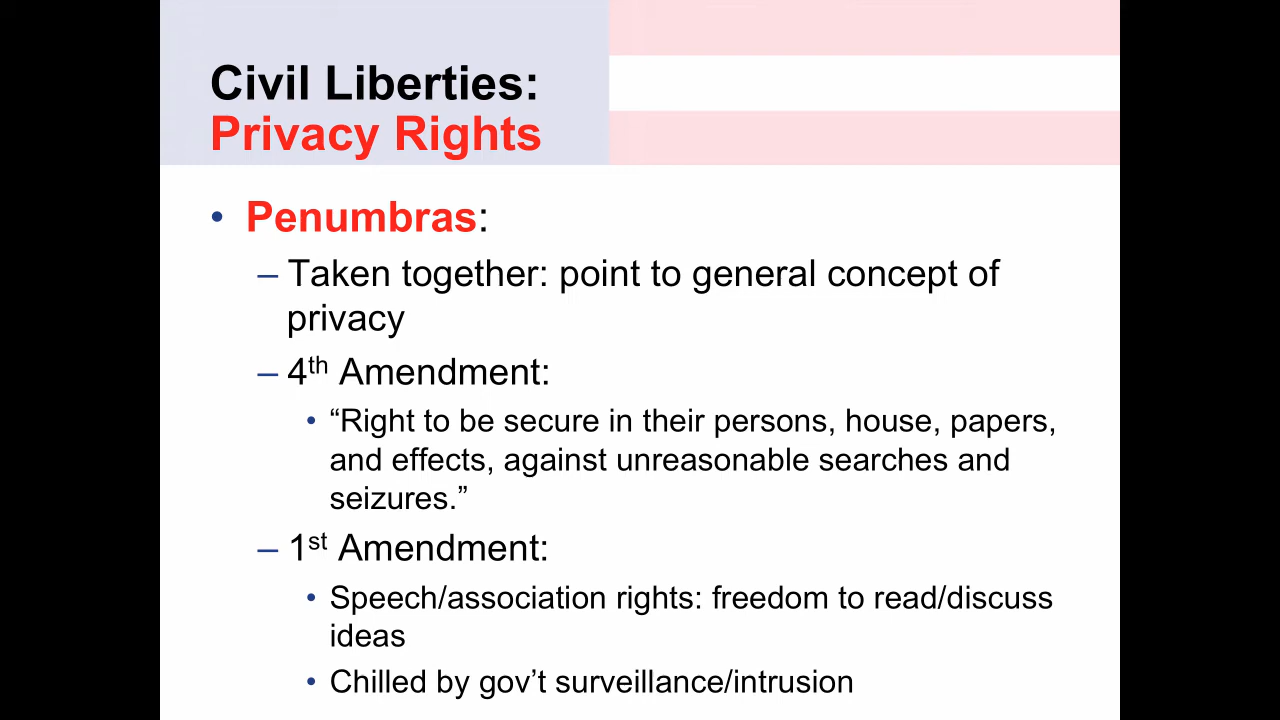 Civil Liberties:
Privacy Rights
• Penumbras:
– Taken together: point to general concept of
privacy
– 4th Amendment:
• “Right to be secure in their persons, house, papers,
and effects, against unreasonable searches and
seizures.”
– 1st Amendment:
• Speech/association rights: freedom to read/discuss
ideas
• Chilled by gov’t surveillance/intrusion